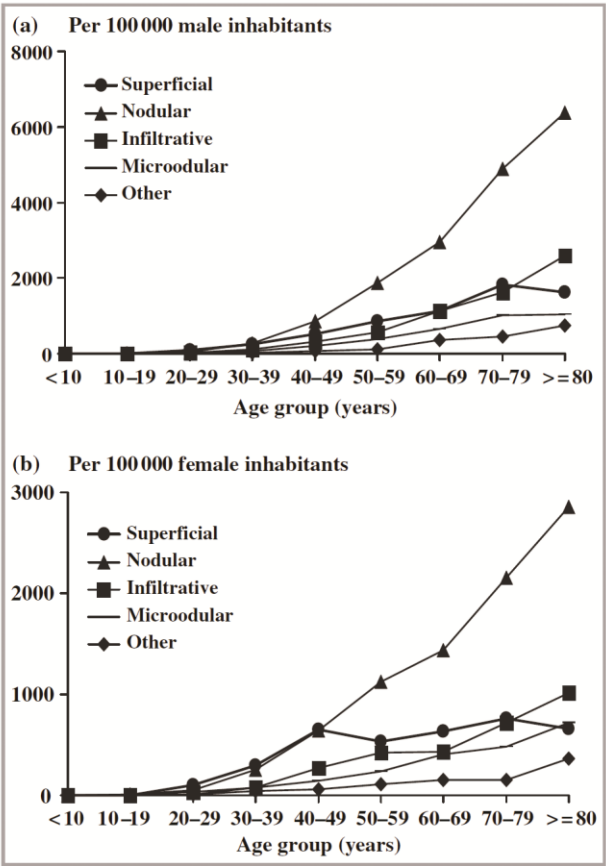 (a) Per 100 000 male inhabitants
8000
Superficial
Nodular
6000
Infiltrative
Microodular
4000
Other
2000
0
<10 10–19 20–29 30–39 40–49 50–59 60–69 70–79 >=80
Age group (years)
(b) Per 100 000 female inhabitants
3000
Superficial
Nodular
Infiltrative
2000
Microodular
Other
1000
0
<10 10–19 20–29 30–39 40–49 50–59 60–69 70–79 >=80
Age group (years)